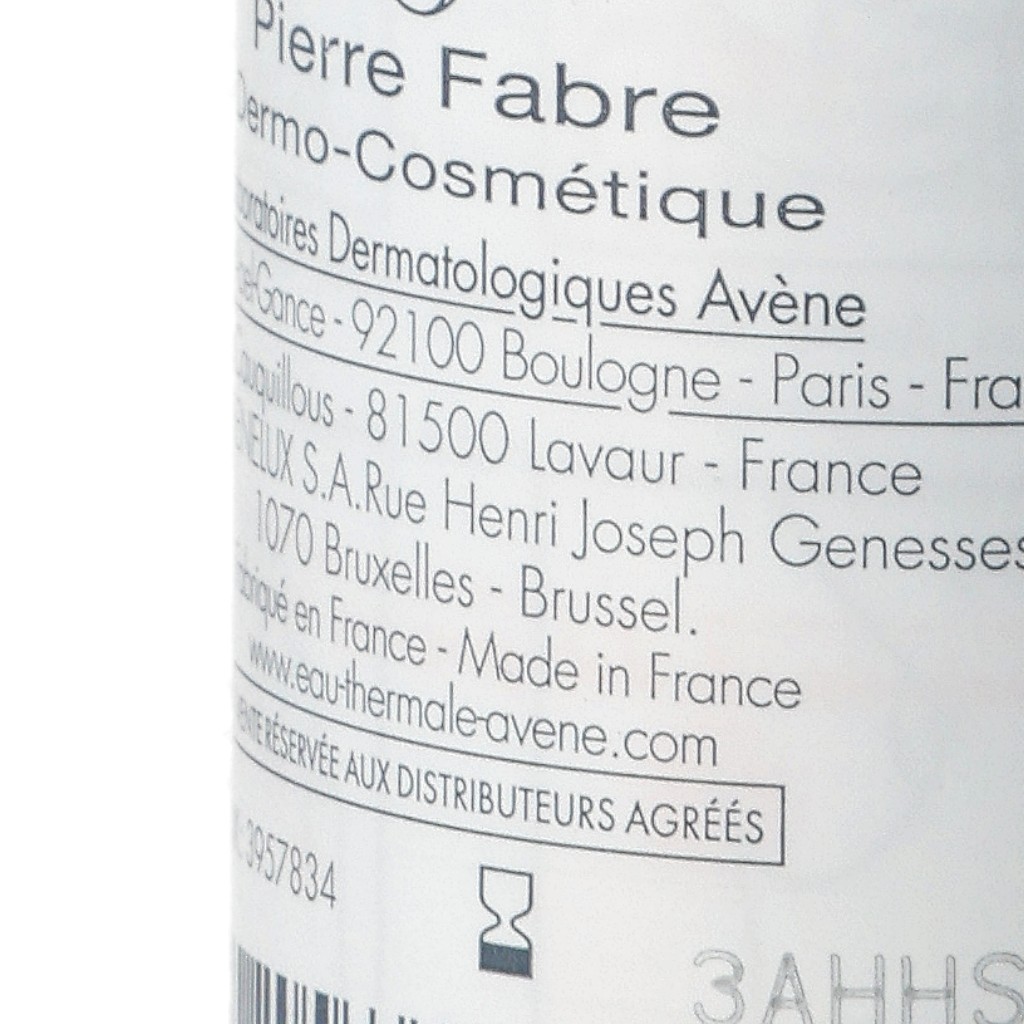 Pierre Fabre
Dermo-Cosmétique
Dermatologiques Avène
Gance - 92100 Boulogne - Paris -
- 81500 Lavaur - France
S.A.Rue Henri Joseph Genesses
1070 Bruxelles - Brussel.
en France - Made in France
www.eau-thermale-avene.com
RÉSERVÉE AUX DISTRIBUTEURS AGRÉÉS
3957834
3AHHS